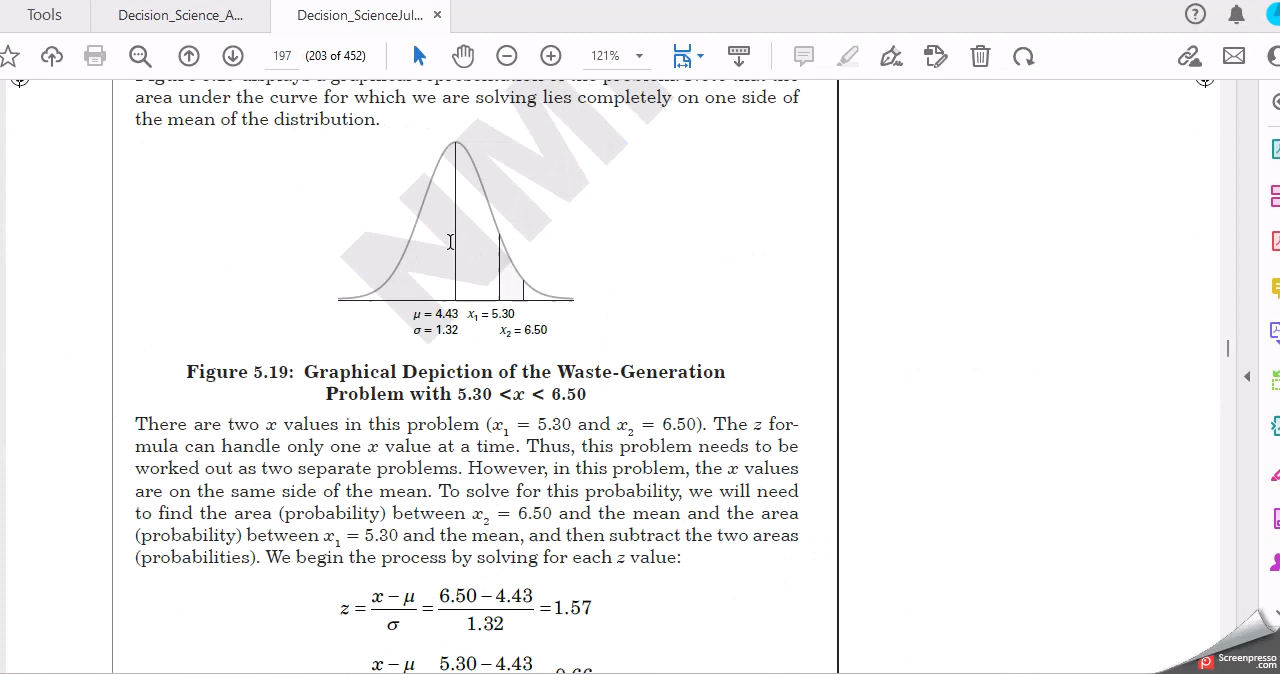 Tools
Decision_Science_A...
Decision_ScienceJul... ×
197 (203 of 452)
121%
area under the curve for which we are solving lies completely on one side of
the mean of the distribution.
NM
μ = 4.43 x₁ = 5.30
σ = 1.32 x₂ = 6.50
Figure 5.19: Graphical Depiction of the Waste-Generation
Problem with 5.30 <x < 6.50
There are two x values in this problem (x₁ = 5.30 and x₂ = 6.50). The z for-
mula can handle only one x value at a time. Thus, this problem needs to be
worked out as two separate problems. However, in this problem, the x values
are on the same side of the mean. To solve for this probability, we will need
to find the area (probability) between x₂ = 6.50 and the mean and the area
(probability) between x₁ = 5.30 and the mean, and then subtract the two areas
(probabilities). We begin the process by solving for each z value:
z = (x − μ)/σ = (6.50 − 4.43)/1.32 = 1.57
x − μ 5.30 − 4.43
Screenpresso
.com